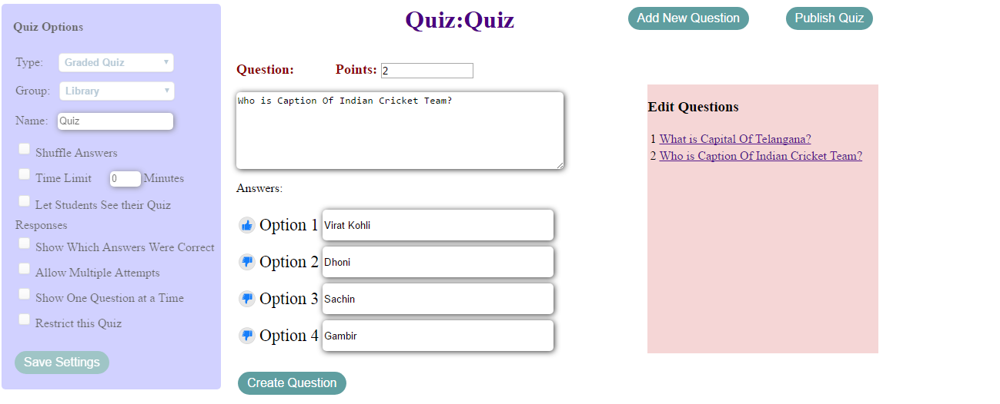 Quiz Options
Type: Graded Quiz
Group: Library
Name: Quiz
Shuffle Answers
Time Limit 0 Minutes
Let Students See their Quiz
Responses
Show Which Answers Were Correct
Allow Multiple Attempts
Show One Question at a Time
Restrict this Quiz
Save Settings
Quiz:Quiz
Question: Points: 2
Who is Caption Of Indian Cricket Team?
Answers:
Option 1 Virat Kohli
Option 2 Dhoni
Option 3 Sachin
Option 4 Gambir
Create Question
Add New Question
Publish Quiz
Edit Questions
1 What is Capital Of Telangana?
2 Who is Caption Of Indian Cricket Team?